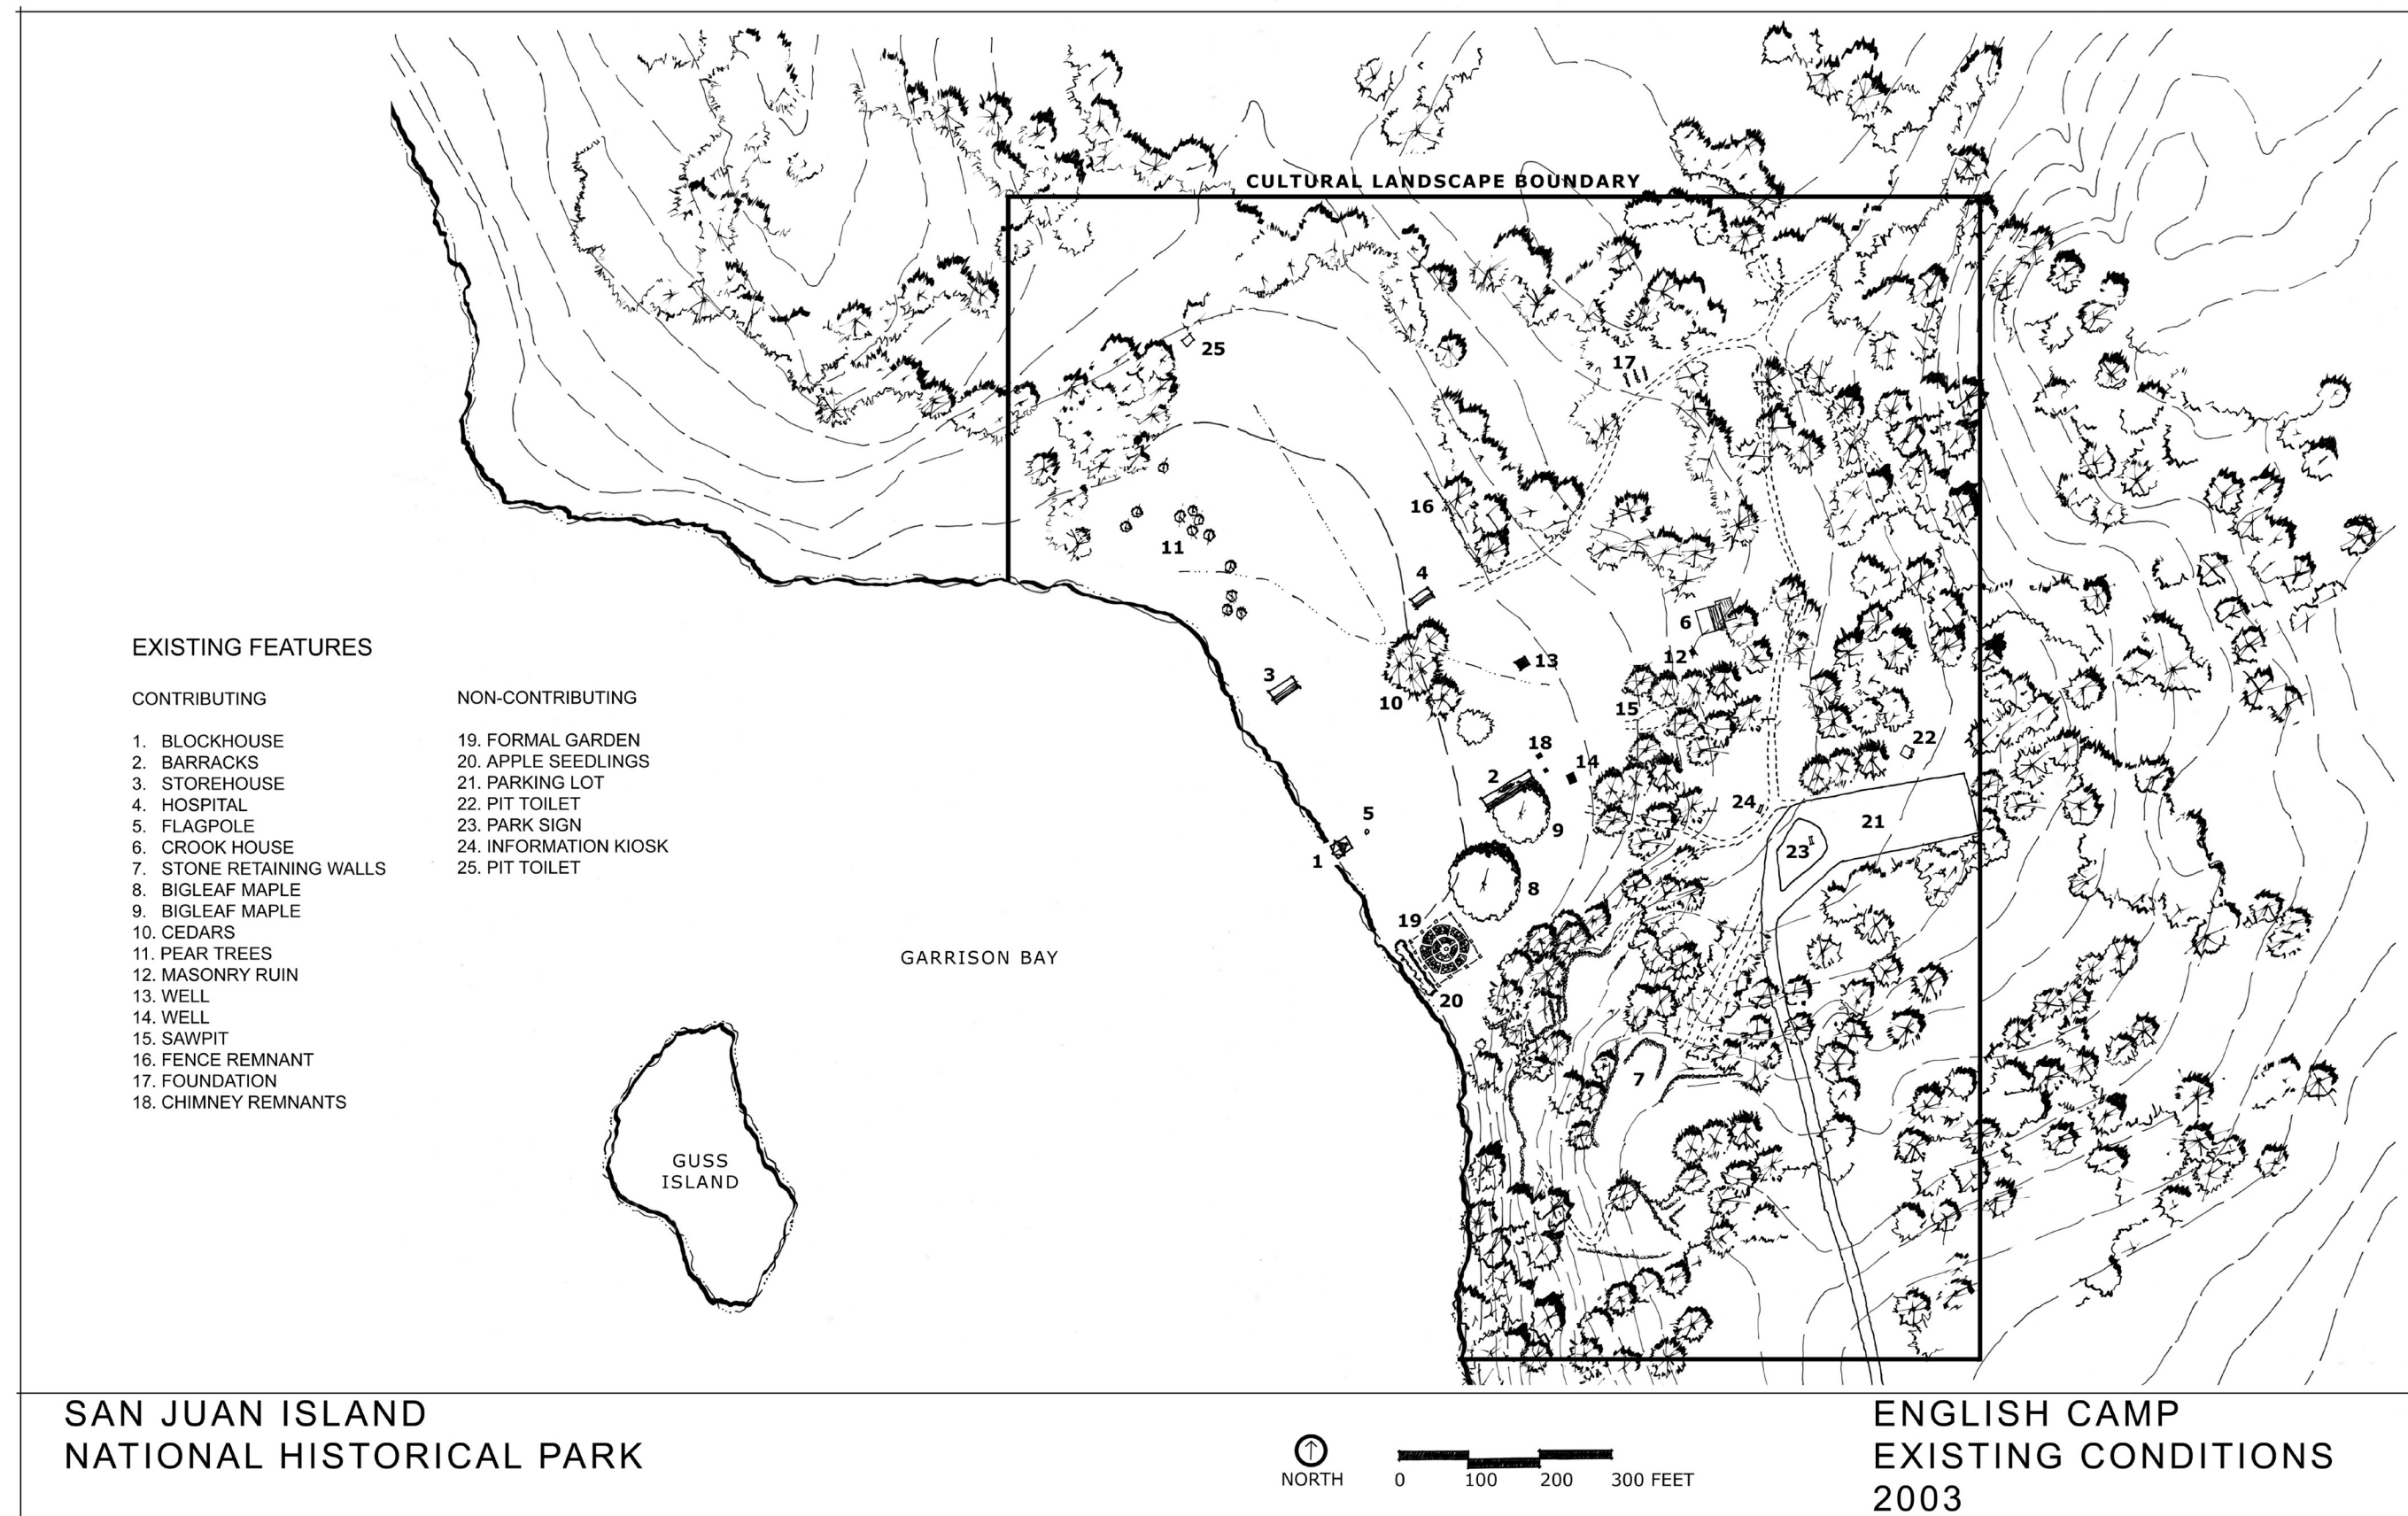 CULTURAL LANDSCAPE BOUNDARY
25
17
16
11
4
6
12
13
3
10
15
18
22
14
2
5
24
21
9
1
23
8
19
20
7
EXISTING FEATURES
CONTRIBUTING
1. BLOCKHOUSE
2. BARRACKS
3. STOREHOUSE
4. HOSPITAL
5. FLAGPOLE
6. CROOK HOUSE
7. STONE RETAINING WALLS
8. BIGLEAF MAPLE
9. BIGLEAF MAPLE
10. CEDARS
11. PEAR TREES
12. MASONRY RUIN
13. WELL
14. WELL
15. SAWPIT
16. FENCE REMNANT
17. FOUNDATION
18. CHIMNEY REMNANTS
NON-CONTRIBUTING
19. FORMAL GARDEN
20. APPLE SEEDLINGS
21. PARKING LOT
22. PIT TOILET
23. PARK SIGN
24. INFORMATION KIOSK
25. PIT TOILET
GARRISON BAY
GUSS
ISLAND
SAN JUAN ISLAND
NATIONAL HISTORICAL PARK
NORTH
0 100 200 300 FEET
ENGLISH CAMP
EXISTING CONDITIONS
2003